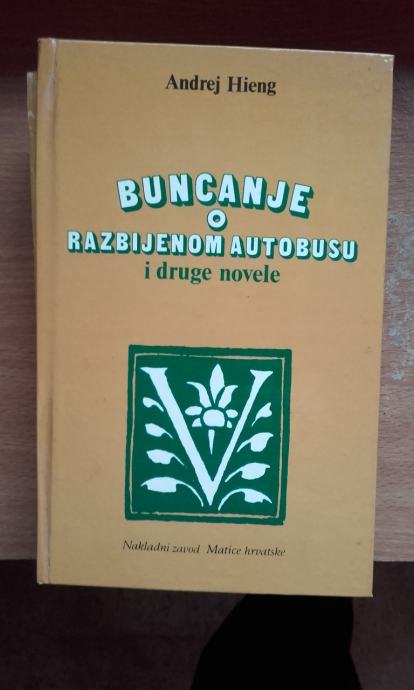 Andrej Hieng
BUNCANJE
O
RAZBIJENOM AUTOBUSU
i druge novele
V
Nakladni zavod Matice hrvatske